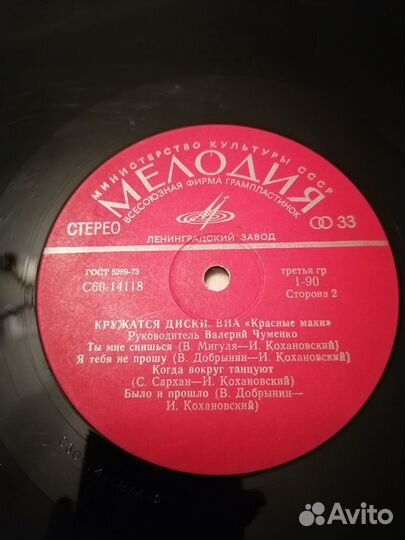 МИНИСТЕРСТВО КУЛЬТУРЫ СССР
МЕЛОДИЯ
ВСЕСОЮЗНАЯ ФИРМА ГРАМПЛАСТИНОК
СТЕРЕО
33
ЛЕНИНГРАДСКИЙ ЗАВОД
ГОСТ 5289-73
С60-14118
третья гр
1-90
Сторона 2
КРУЖАТСЯ ДИСКИ. ВИА «Красные маки»
Руководитель Валерий Чуменко
Ты мне снишься (В. Мигуля—И. Кохановский)
Я тебя не прошу (В. Добрынин—И. Кохановский)
Когда вокруг танцуют
(С. Сархан—И. Кохановский)
Было и прошло (В. Добрынин—
И. Кохановский)
Avito